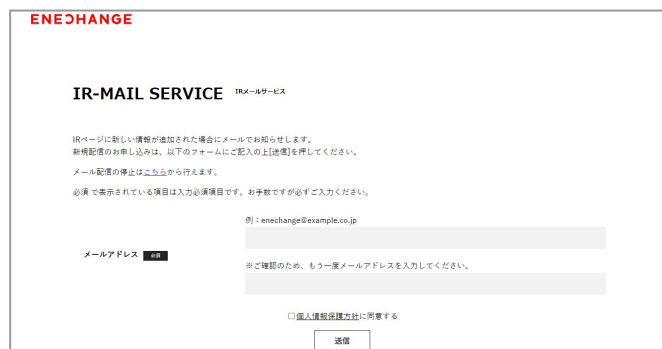 ENECHANGE
IR-MAIL SERVICE IRメールサービス
IRページに新しい情報が追加された場合にメールでお知らせします。
新規配信のお申し込みは、以下のフォームにご記入の上[送信]を押してください。
メール配信の停止はこちらから行えます。
必須 で表示されている項目は入力必須項目です。お手数ですが必ずご入力ください。
例：enechange@example.co.jp
メールアドレス 必須
※ご確認のため、もう一度メールアドレスを入力してください。
個人情報保護方針に同意する
送信